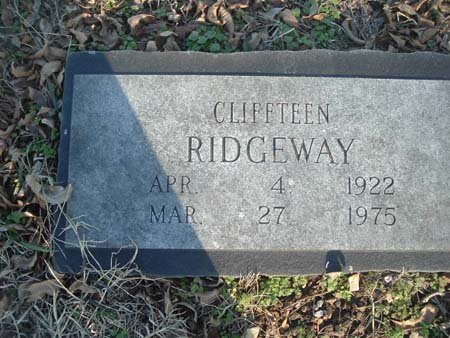 CLIFFTEEN
RIDGEWAY
APR. 4 1922
MAR. 27 1975